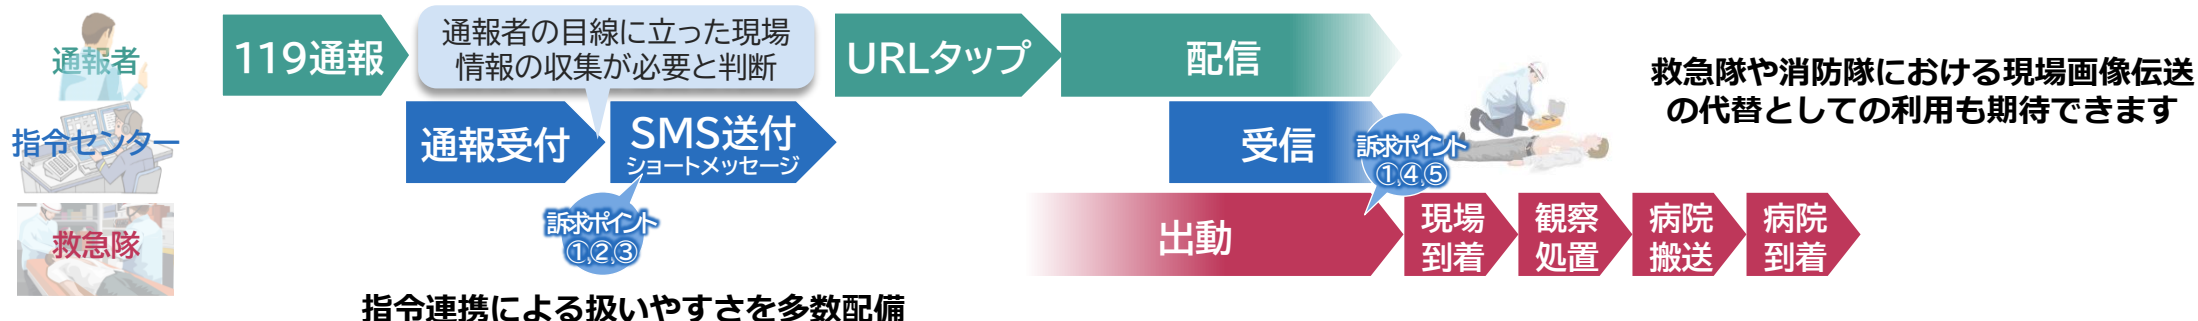 通報者
119通報
通報者の目線に立った現場
情報の収集が必要と判断
URLタップ
配信
救急隊や消防隊における現場画像伝送
の代替としての利用も期待できます
指令センター
通報受付
SMS送付
ショートメッセージ
受信
訴求ポイント
①,④,⑤
救急隊
訴求ポイント
①,②,③
出動
現場
到着
観察
処置
病院
搬送
病院
到着
指令連携による扱いやすさを多数配備